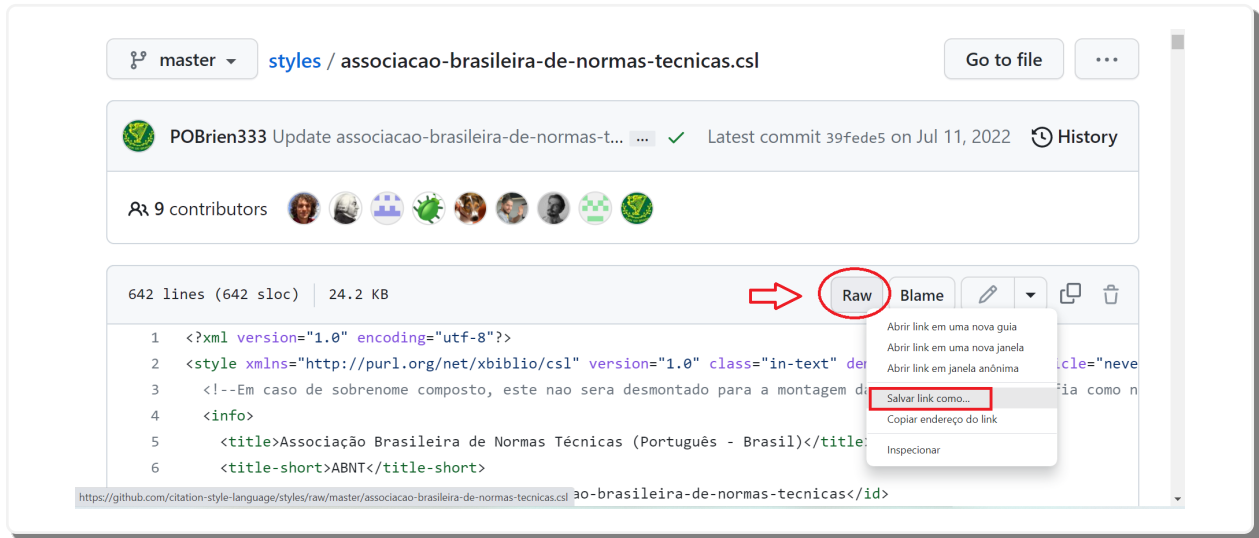 master styles / associacao-brasileira-de-normas-tecnicas.csl Go to file ...
POBrien333 Update associacao-brasileira-de-normas-t... ... Latest commit 39fede5 on Jul 11, 2022 History
9 contributors
642 lines (642 sloc) 24.2 KB Raw Blame
1 <?xml version="1.0" encoding="utf-8"?>
2 <style xmlns="http://purl.org/net/xbiblio/csl" version="1.0" class="in-text" de
3 <!--Em caso de sobrenome composto, este nao sera desmontado para a montagem d
4 <info>
5 <title>Associação Brasileira de Normas Técnicas (Português - Brasil)</title
6 <title-short>ABNT</title-short>
ao-brasileira-de-normas-tecnicas</id>
Abrir link em uma nova guia
Abrir link em uma nova janela
Abrir link em janela anônima
Salvar link como...
Copiar endereço do link
Inspecionar
https://github.com/citation-style-language/styles/raw/master/associacao-brasileira-de-normas-tecnicas.csl